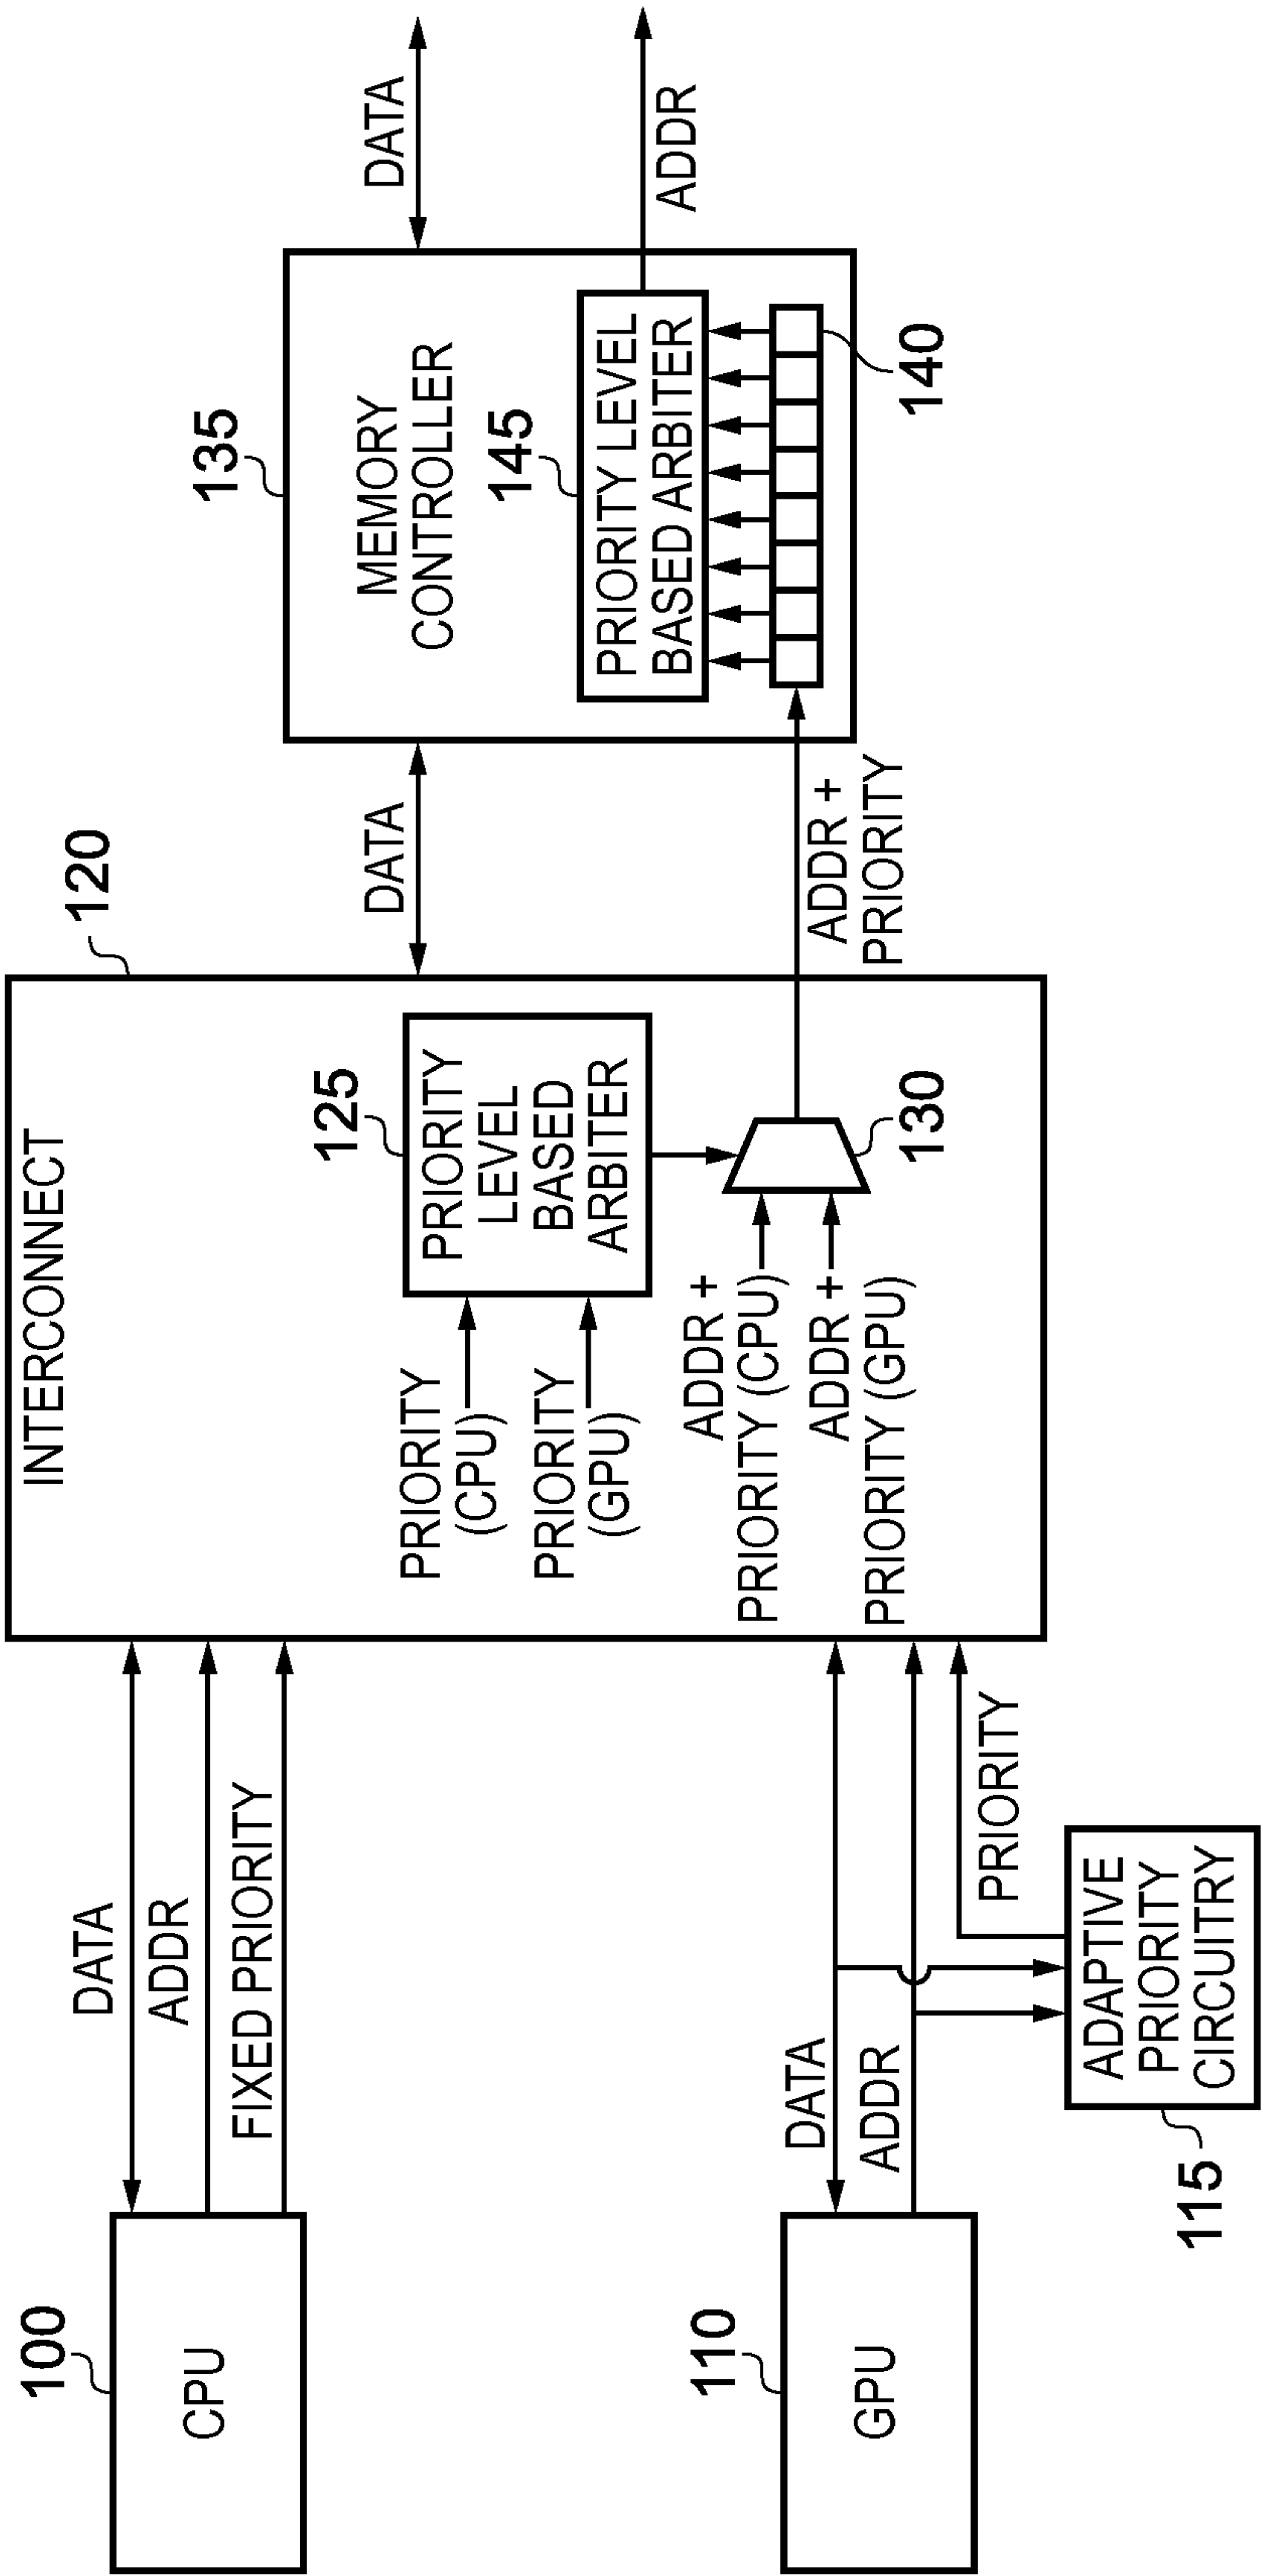 100
CPU
DATA
ADDR
FIXED PRIORITY
110
GPU
DATA
ADDR
115
ADAPTIVE
PRIORITY
CIRCUITRY
PRIORITY
INTERCONNECT
120
PRIORITY
(CPU)
PRIORITY
(GPU)
125
PRIORITY
LEVEL
BASED
ARBITER
ADDR +
PRIORITY (CPU)
ADDR +
PRIORITY (GPU)
130
DATA
ADDR +
PRIORITY
135
MEMORY
CONTROLLER
145
PRIORITY LEVEL
BASED ARBITER
140
DATA
ADDR